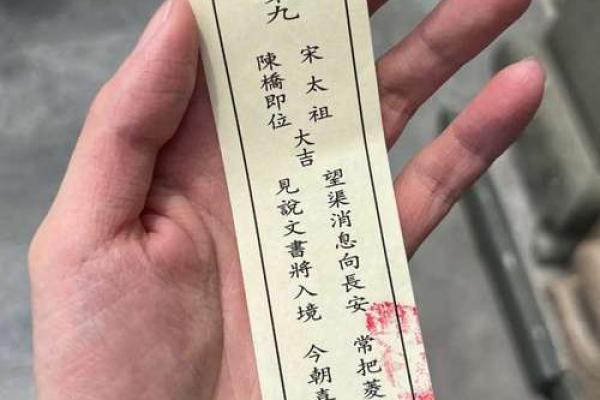 九
宋太祖
陳橋即位
大吉
望渠消息向長安 常把菱
見說文書將入境 今朝喜